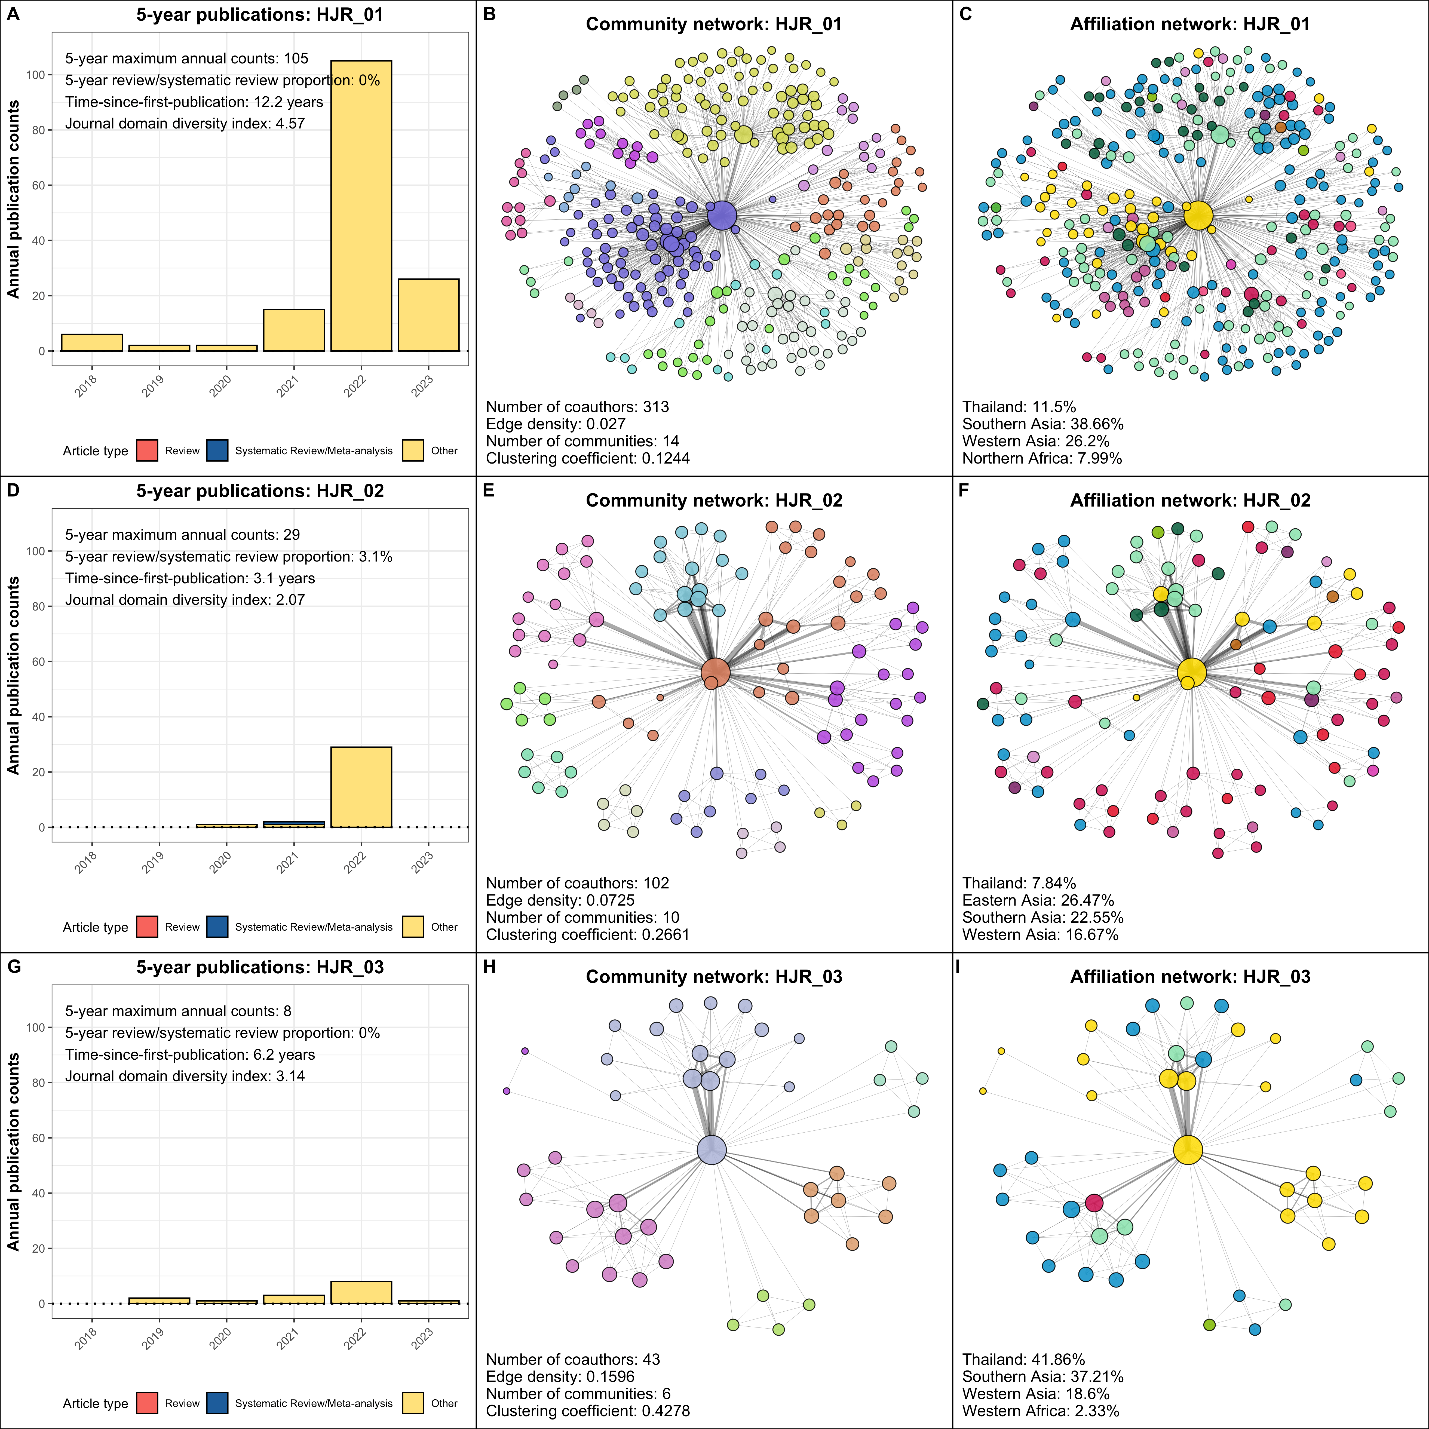 A
5-year publications: HJR_01
Annual publication counts
100
80
60
40
20
0
5-year maximum annual counts: 105
5-year review/systematic review proportion: 0%
Time-since-first-publication: 12.2 years
Journal domain diversity index: 4.57
2018
2019
2020
2021
2022
2023
Article type
Review
Systematic Review/Meta-analysis
Other
B
Community network: HJR_01
Number of coauthors: 313
Edge density: 0.027
Number of communities: 14
Clustering coefficient: 0.1244
C
Affiliation network: HJR_01
Thailand: 11.5%
Southern Asia: 38.66%
Western Asia: 26.2%
Northern Africa: 7.99%
D
5-year publications: HJR_02
Annual publication counts
100
80
60
40
20
0
5-year maximum annual counts: 29
5-year review/systematic review proportion: 3.1%
Time-since-first-publication: 3.1 years
Journal domain diversity index: 2.07
2018
2019
2020
2021
2022
2023
Article type
Review
Systematic Review/Meta-analysis
Other
E
Community network: HJR_02
Number of coauthors: 102
Edge density: 0.0725
Number of communities: 10
Clustering coefficient: 0.2661
F
Affiliation network: HJR_02
Thailand: 7.84%
Eastern Asia: 26.47%
Southern Asia: 22.55%
Western Asia: 16.67%
G
5-year publications: HJR_03
Annual publication counts
100
80
60
40
20
0
5-year maximum annual counts: 8
5-year review/systematic review proportion: 0%
Time-since-first-publication: 6.2 years
Journal domain diversity index: 3.14
2018
2019
2020
2021
2022
2023
Article type
Review
Systematic Review/Meta-analysis
Other
H
Community network: HJR_03
Number of coauthors: 43
Edge density: 0.1596
Number of communities: 6
Clustering coefficient: 0.4278
I
Affiliation network: HJR_03
Thailand: 41.86%
Southern Asia: 37.21%
Western Asia: 18.6%
Western Africa: 2.33%